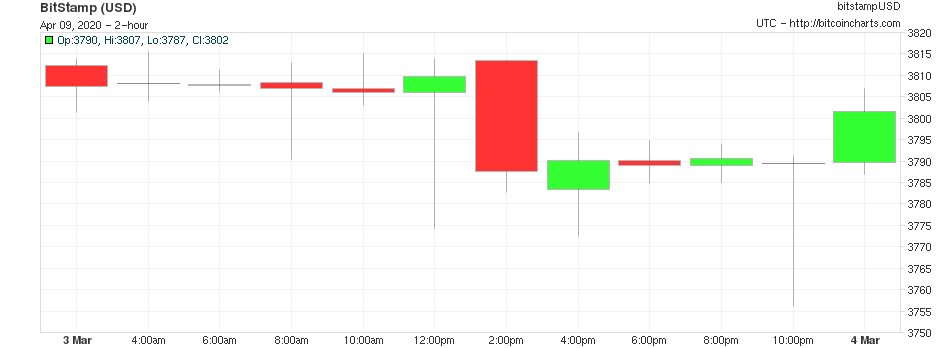 BitStamp (USD)
bitstampUSD
Apr 09, 2020 - 2-hour
UTC - http://bitcoincharts.com
Op:3790, Hi:3807, Lo:3787, Cl:3802
3820
3815
3810
3805
3800
3795
3790
3785
3780
3775
3770
3765
3760
3755
3750
3 Mar 4:00am 6:00am 8:00am 10:00am 12:00pm 2:00pm 4:00pm 6:00pm 8:00pm 10:00pm 4 Mar